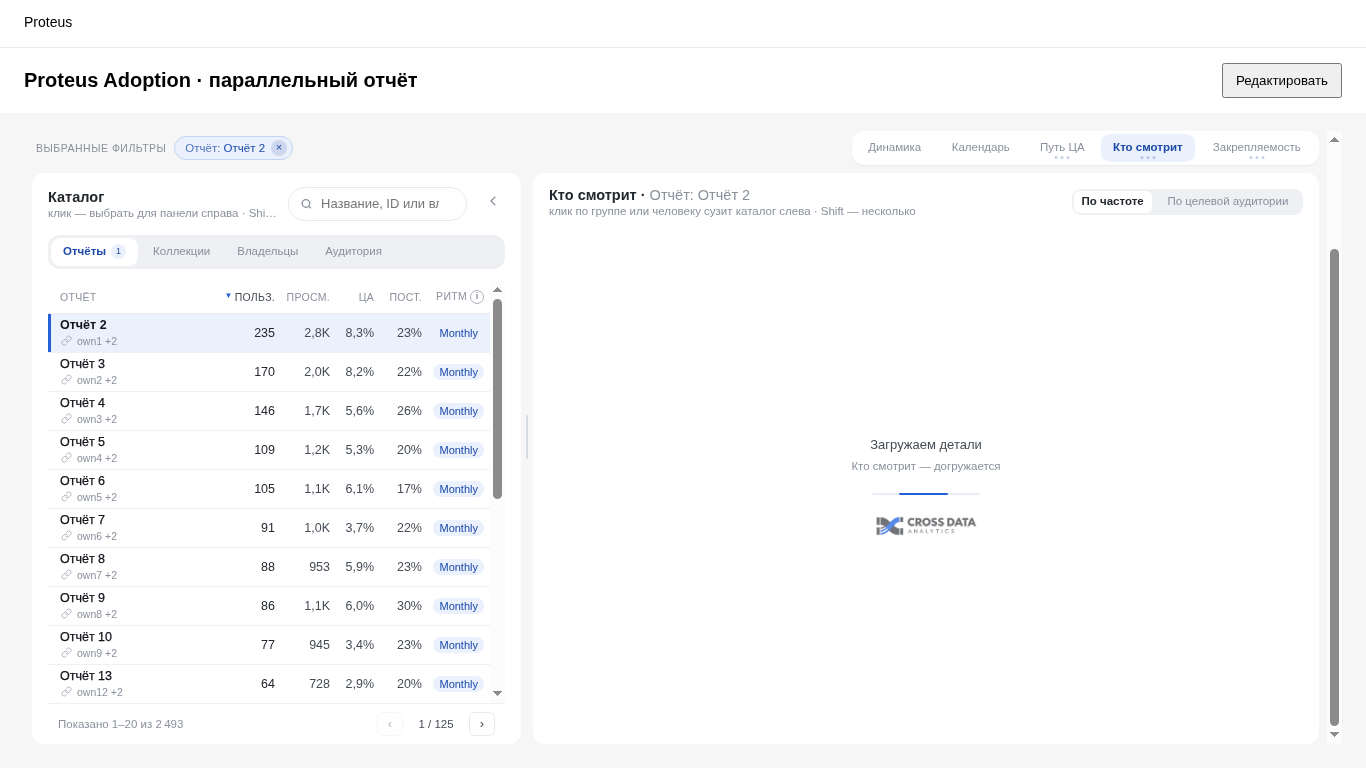 Proteus
Proteus Adoption · параллельный отчёт
Редактировать
ВЫБРАННЫЕ ФИЛЬТРЫ
Отчёт: Отчёт 2 ×
Динамика Календарь Путь ЦА Кто смотрит Закрепляемость
Каталог
клик — выбрать для панели справа · Shi…
Название, ID или
Отчёты 1 Коллекции Владельцы Аудитория
ОТЧЁТ ▼ ПОЛЬЗ. ПРОСМ. ЦА ПОСТ. РИТМ i
Отчёт 2 235 2,8K 8,3% 23% Monthly
own1 +2
Отчёт 3 170 2,0K 8,2% 22% Monthly
own2 +2
Отчёт 4 146 1,7K 5,6% 26% Monthly
own3 +2
Отчёт 5 109 1,2K 5,3% 20% Monthly
own4 +2
Отчёт 6 105 1,1K 6,1% 17% Monthly
own5 +2
Отчёт 7 91 1,0K 3,7% 22% Monthly
own6 +2
Отчёт 8 88 953 5,9% 23% Monthly
own7 +2
Отчёт 9 86 1,1K 6,0% 30% Monthly
own8 +2
Отчёт 10 77 945 3,4% 23% Monthly
own9 +2
Отчёт 13 64 728 2,9% 20% Monthly
own12 +2
Показано 1–20 из 2 493
‹ 1 / 125 ›
Кто смотрит · Отчёт: Отчёт 2
клик по группе или человеку сузит каталог слева · Shift — несколько
По частоте По целевой аудитории
Загружаем детали
Кто смотрит — догружается
CROSS DATA
ANALYTICS